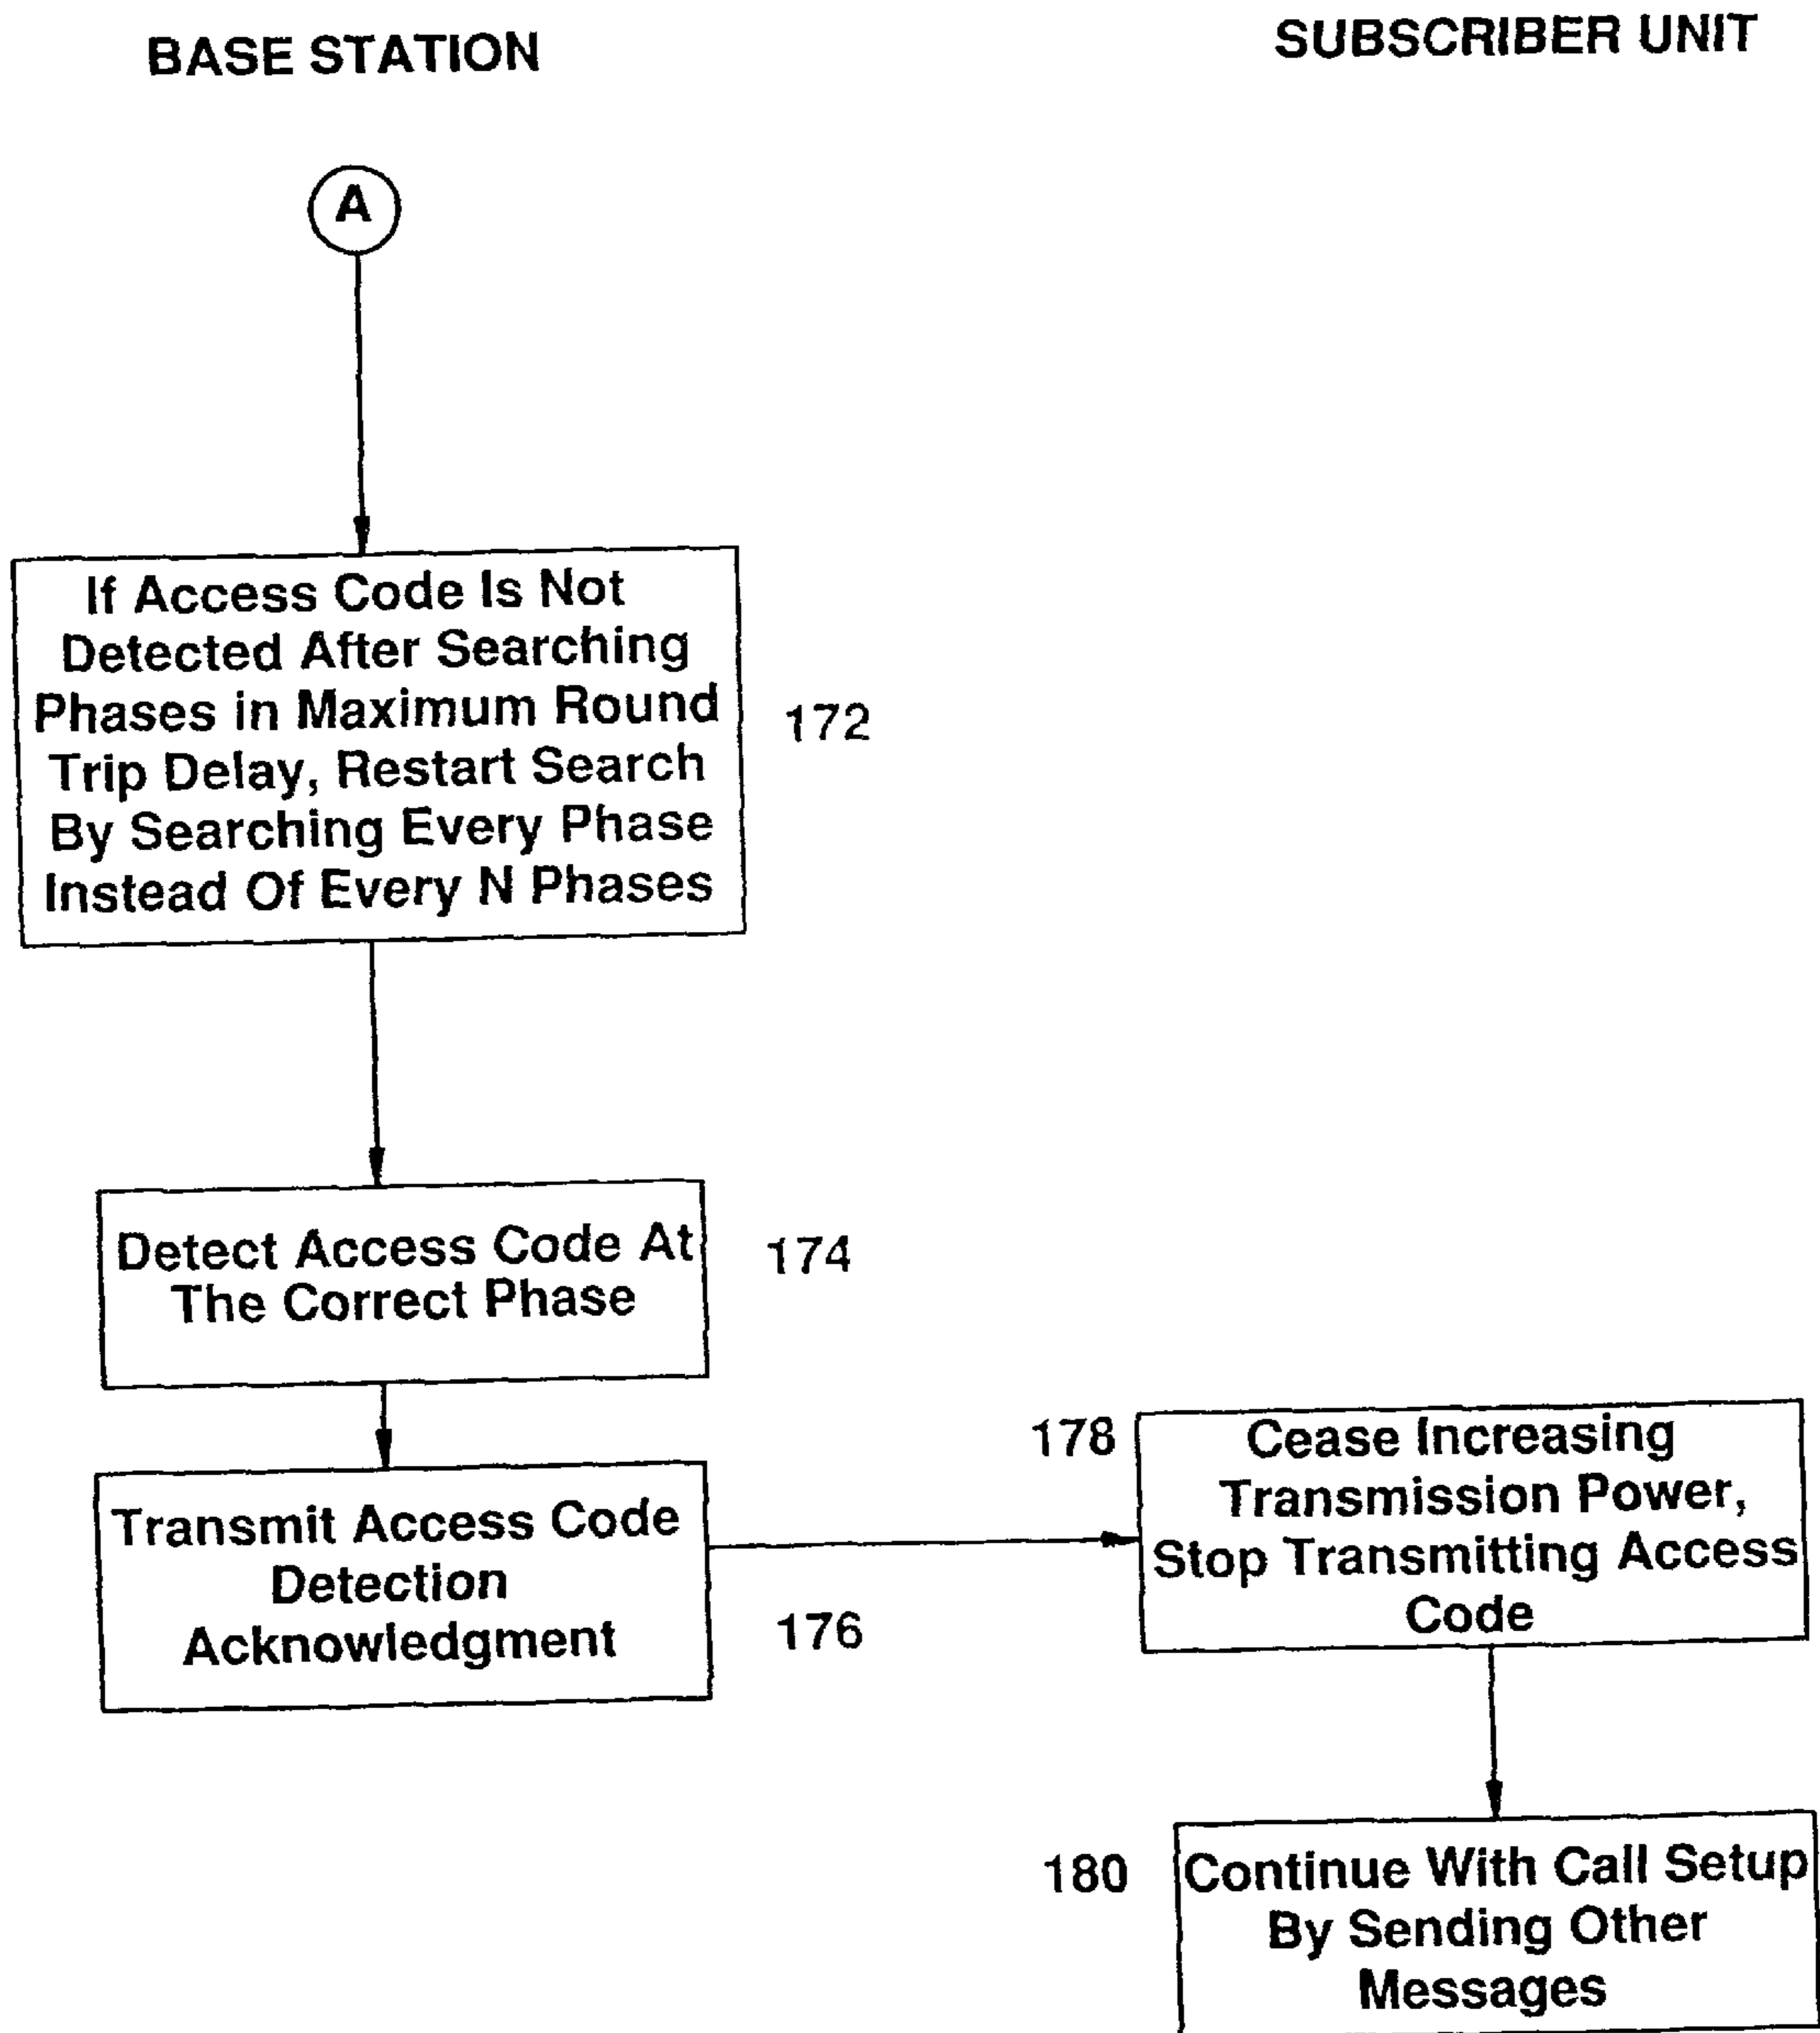 BASE STATION
SUBSCRIBER UNIT
A
If Access Code Is Not
Detected After Searching
Phases in Maximum Round
Trip Delay, Restart Search
By Searching Every Phase
Instead Of Every N Phases
172
Detect Access Code At
The Correct Phase
174
Transmit Access Code
Detection
Acknowledgment
176
178
Cease Increasing
Transmission Power,
Stop Transmitting Access
Code
180
Continue With Call Setup
By Sending Other
Messages